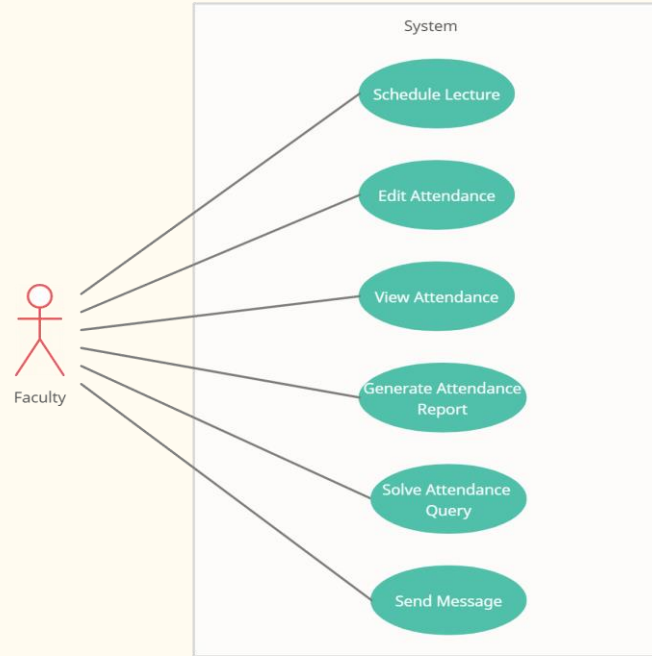 System
Schedule Lecture
Edit Attendance
View Attendance
Generate Attendance
Report
Solve Attendance
Query
Send Message
Faculty